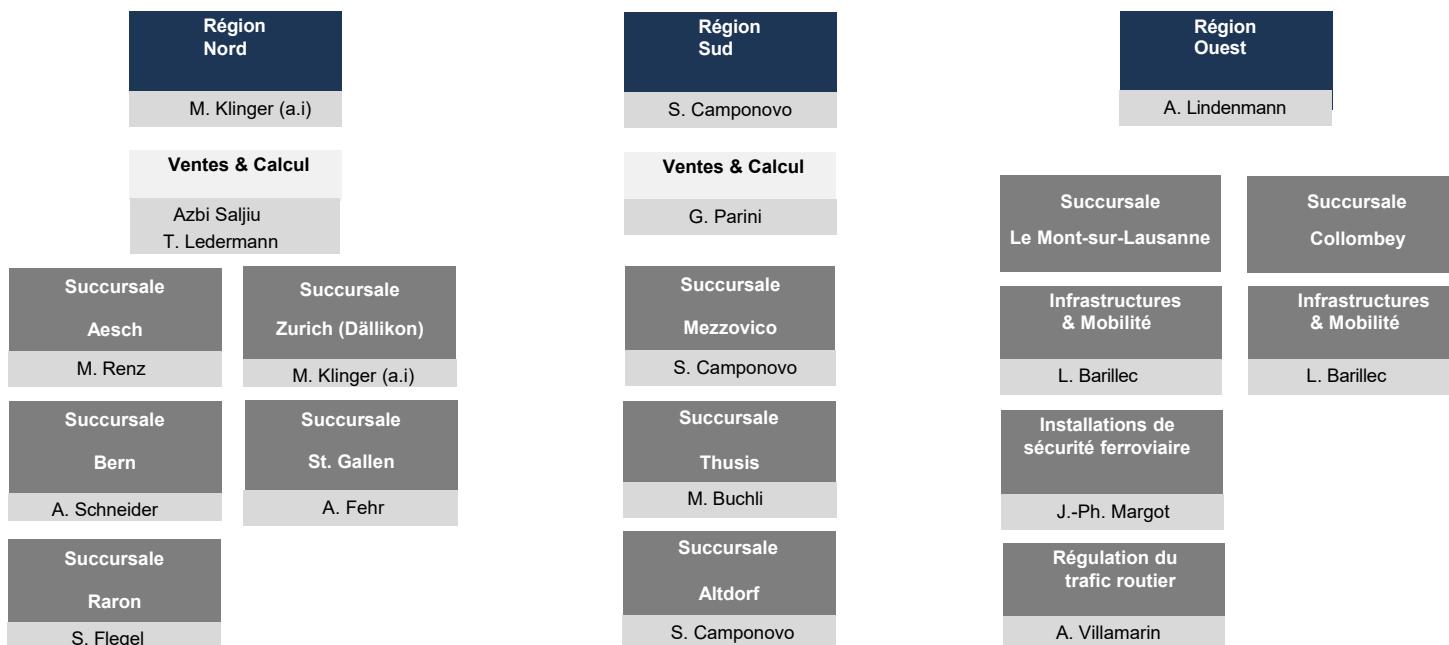 Région
Nord
M. Klinger (a.i)
Ventes & Calcul
Azbi Saljiu
T. Ledermann
Succursale
Aesch
M. Renz
Succursale
Zurich (Dällikon)
M. Klinger (a.i)
Succursale
Bern
A. Schneider
Succursale
St. Gallen
A. Fehr
Succursale
Raron
S. Flegel
Région
Sud
S. Camponovo
Ventes & Calcul
G. Parini
Succursale
Mezzovico
S. Camponovo
Succursale
Thusis
M. Buchli
Succursale
Altdorf
S. Camponovo
Région
Ouest
A. Lindenmann
Succursale
Le Mont-sur-Lausanne
Infrastructures
& Mobilité
L. Barillec
Installations de
sécurité ferroviaire
J.-Ph. Margot
Régulation du
trafic routier
A. Villamarin
Succursale
Collombey
Infrastructures
& Mobilité
L. Barillec